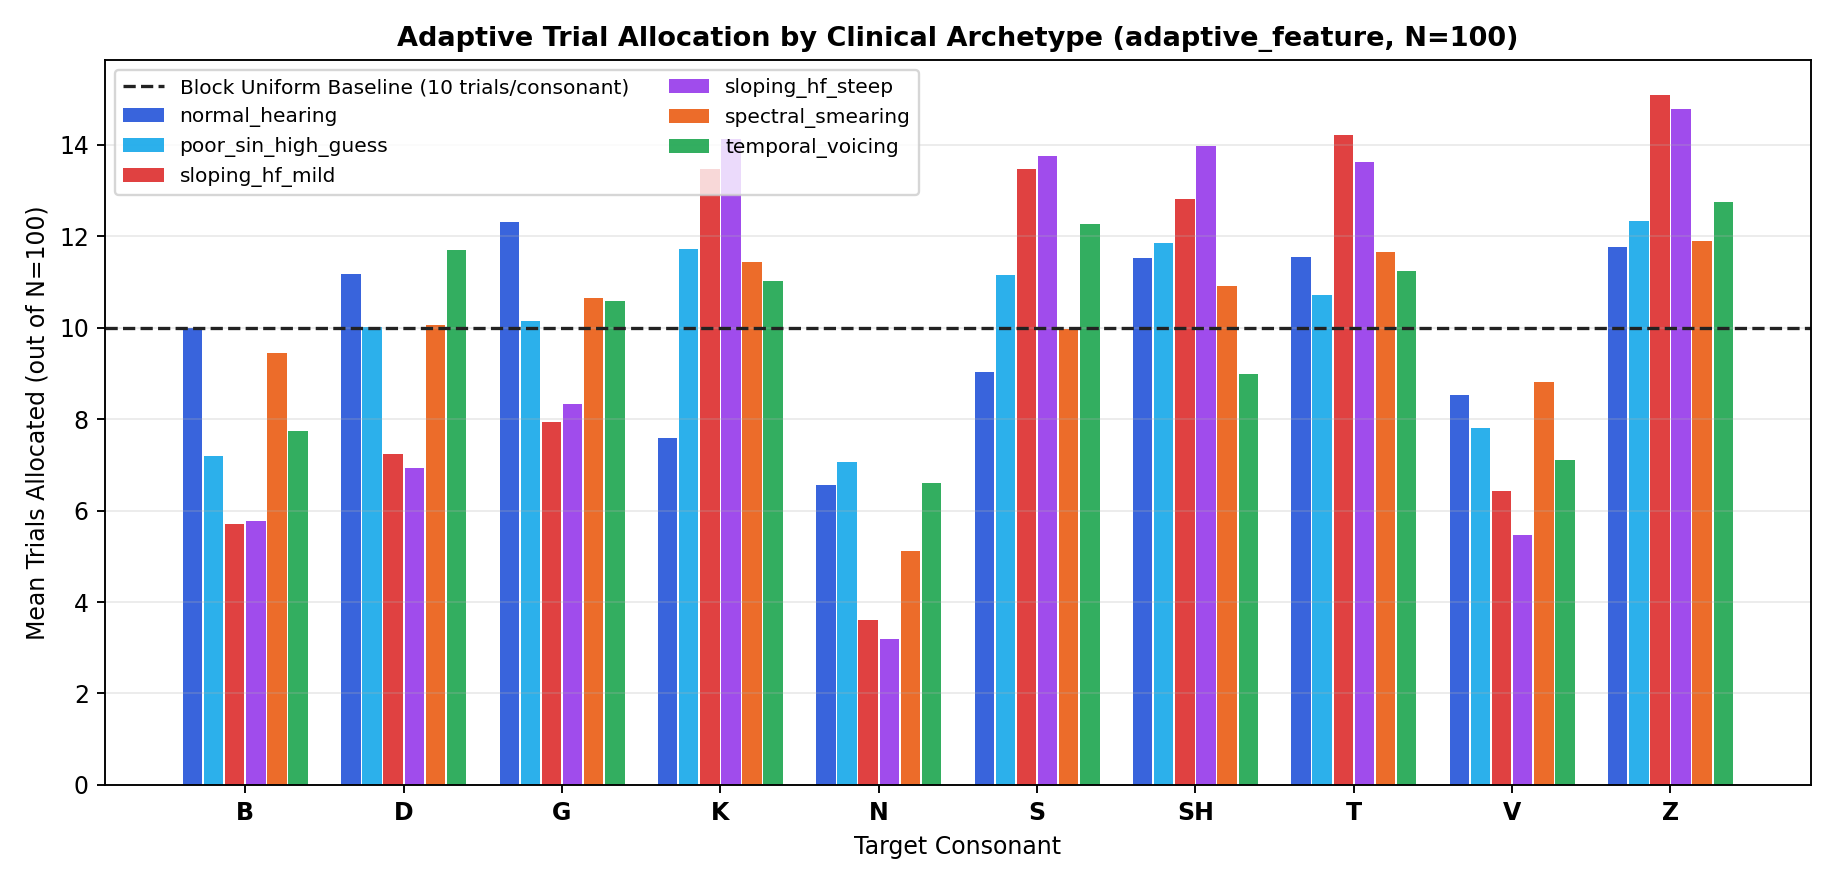 Adaptive Trial Allocation by Clinical Archetype (adaptive_feature, N=100)
Block Uniform Baseline (10 trials/consonant)
normal_hearing
poor_sin_high_guess
sloping_hf_mild
sloping_hf_steep
spectral_smearing
temporal_voicing
Mean Trials Allocated (out of N=100)
14
12
10
8
6
4
2
0
B D G K N S SH T V Z
Target Consonant